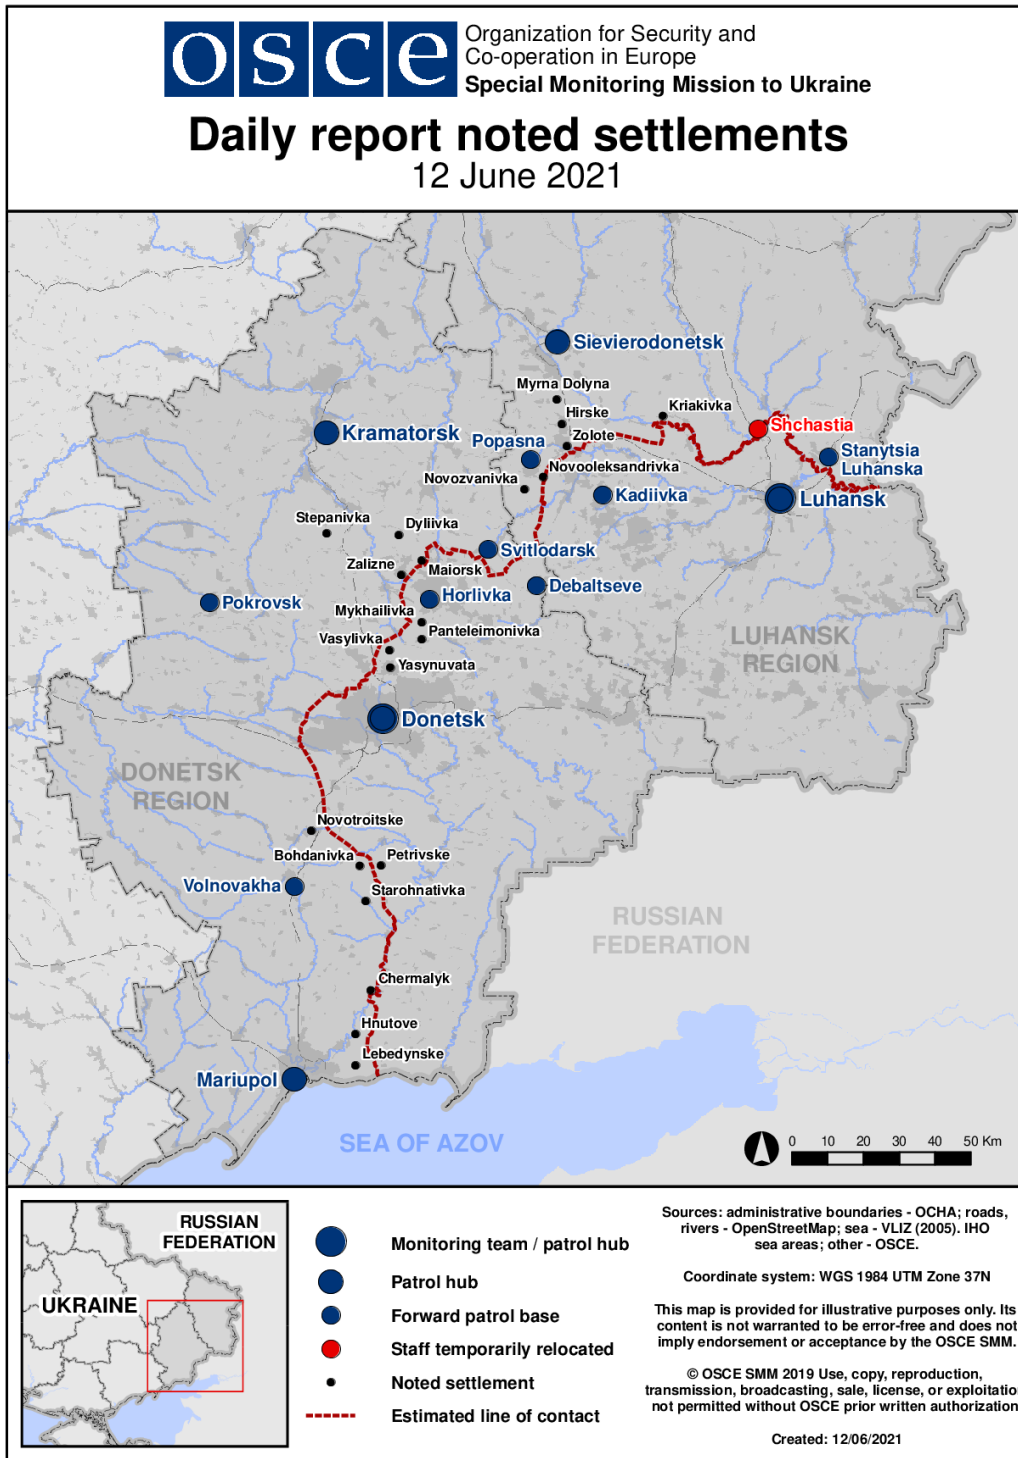 osce
Organization for Security and
Co-operation in Europe
Special Monitoring Mission to Ukraine
Daily report noted settlements
12 June 2021
Sievierodonetsk
Myrna Dolyna
Kriakivka
Hirske
Shchastia
Kramatorsk
Zolote
Popasna
Stanytsia
Luhanska
Novooleksandrivka
Novozvanivka
Kadiivka
Luhansk
Stepanivka
Dyliivka
Svitlodarsk
Zalizne
Maiorsk
Debaltseve
Horlivka
Pokrovsk
Mykhailivka
Panteleimonivka
Vasylivka
LUHANSK
REGION
Yasynuvata
Donetsk
DONETSK
REGION
Novotroitske
Bohdanivka
Petrivske
Volnovakha
Starohnativka
RUSSIAN
FEDERATION
Chermalyk
Hnutove
Lebedynske
Mariupol
SEA OF AZOV
0 10 20 30 40 50 Km
RUSSIAN
FEDERATION
UKRAINE
Monitoring team / patrol hub
Patrol hub
Forward patrol base
Staff temporarily relocated
Noted settlement
Estimated line of contact
Sources: administrative boundaries - OCHA; roads,
rivers - OpenStreetMap; sea - VLIZ (2005). IHO
sea areas; other - OSCE.
Coordinate system: WGS 1984 UTM Zone 37N
This map is provided for illustrative purposes only. Its
content is not warranted to be error-free and does not
imply endorsement or acceptance by the OSCE SMM.
© OSCE SMM 2019 Use, copy, reproduction,
transmission, broadcasting, sale, license, or exploitation
not permitted without OSCE prior written authorization
Created: 12/06/2021